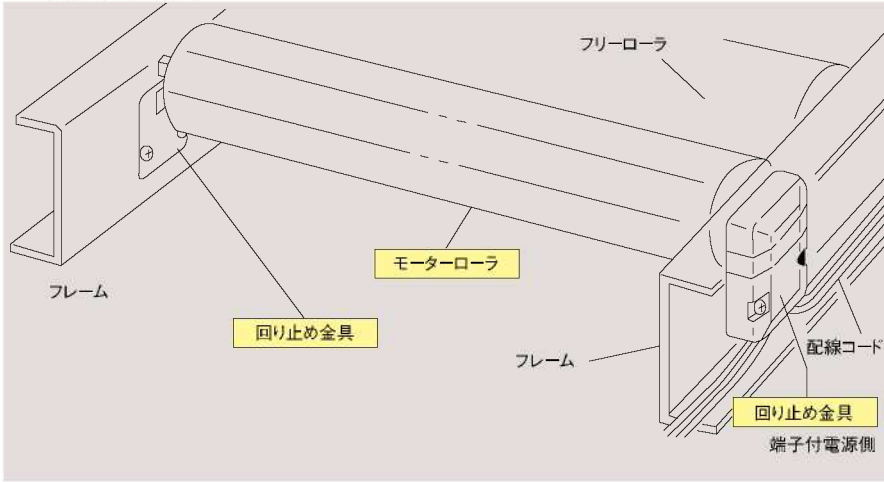 フリーローラ
モーターローラ
フレーム
回り止め金具
フレーム
配線コード
回り止め金具
端子付電源側